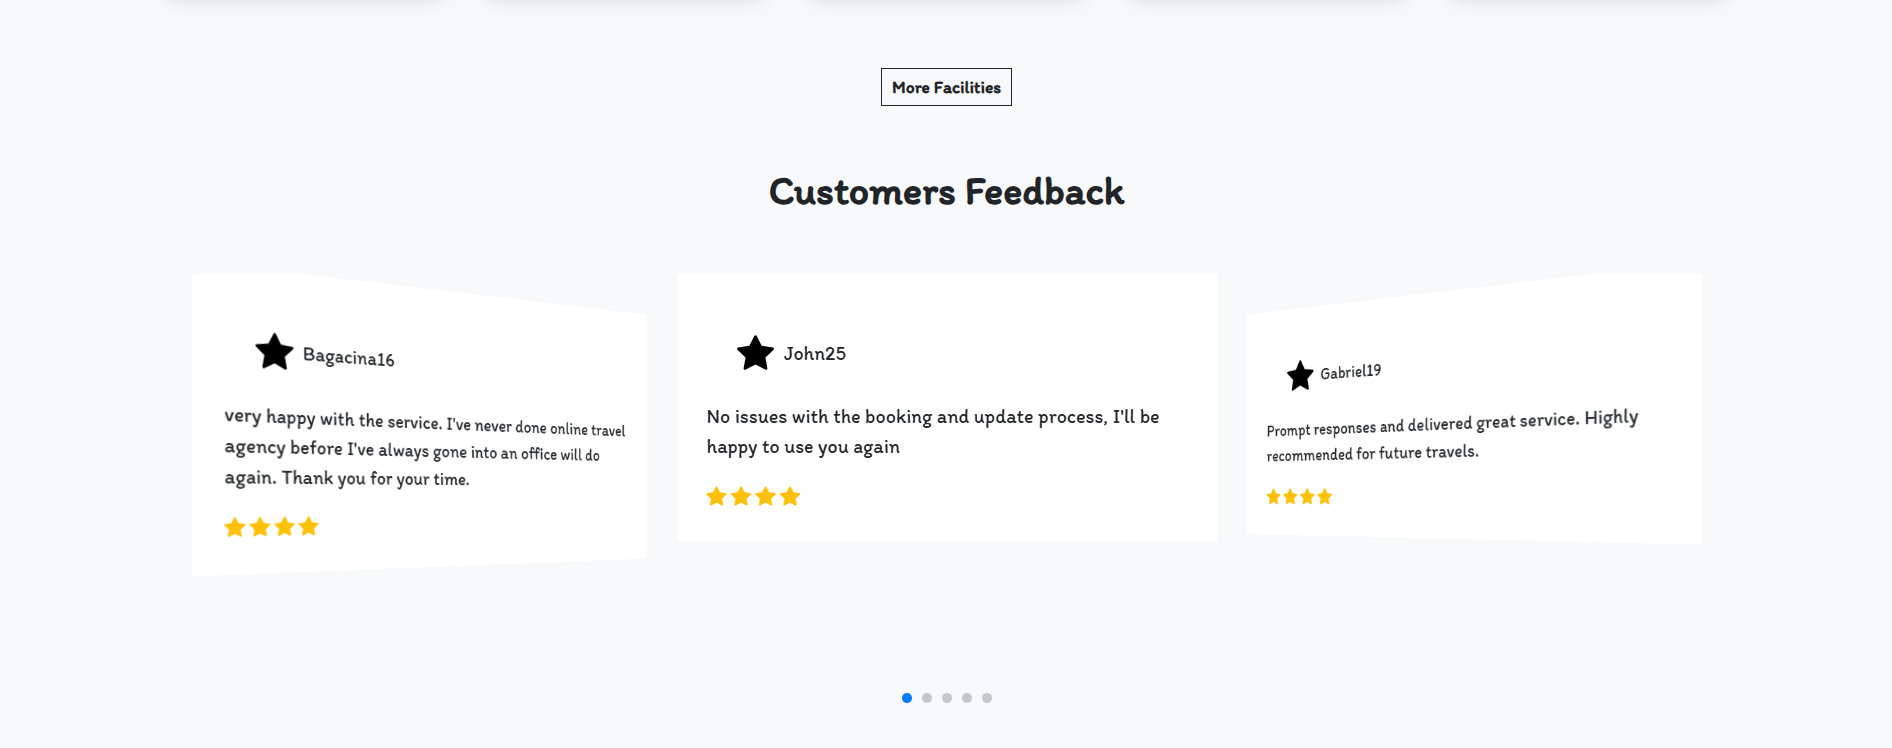 More Facilities
Customers Feedback
Bagacina16
very happy with the service. I've never done online travel
agency before I've always gone into an office will do
again. Thank you for your time.
John25
No issues with the booking and update process, I'll be
happy to use you again
Gabriel19
Prompt responses and delivered great service. Highly
recommended for future travels.